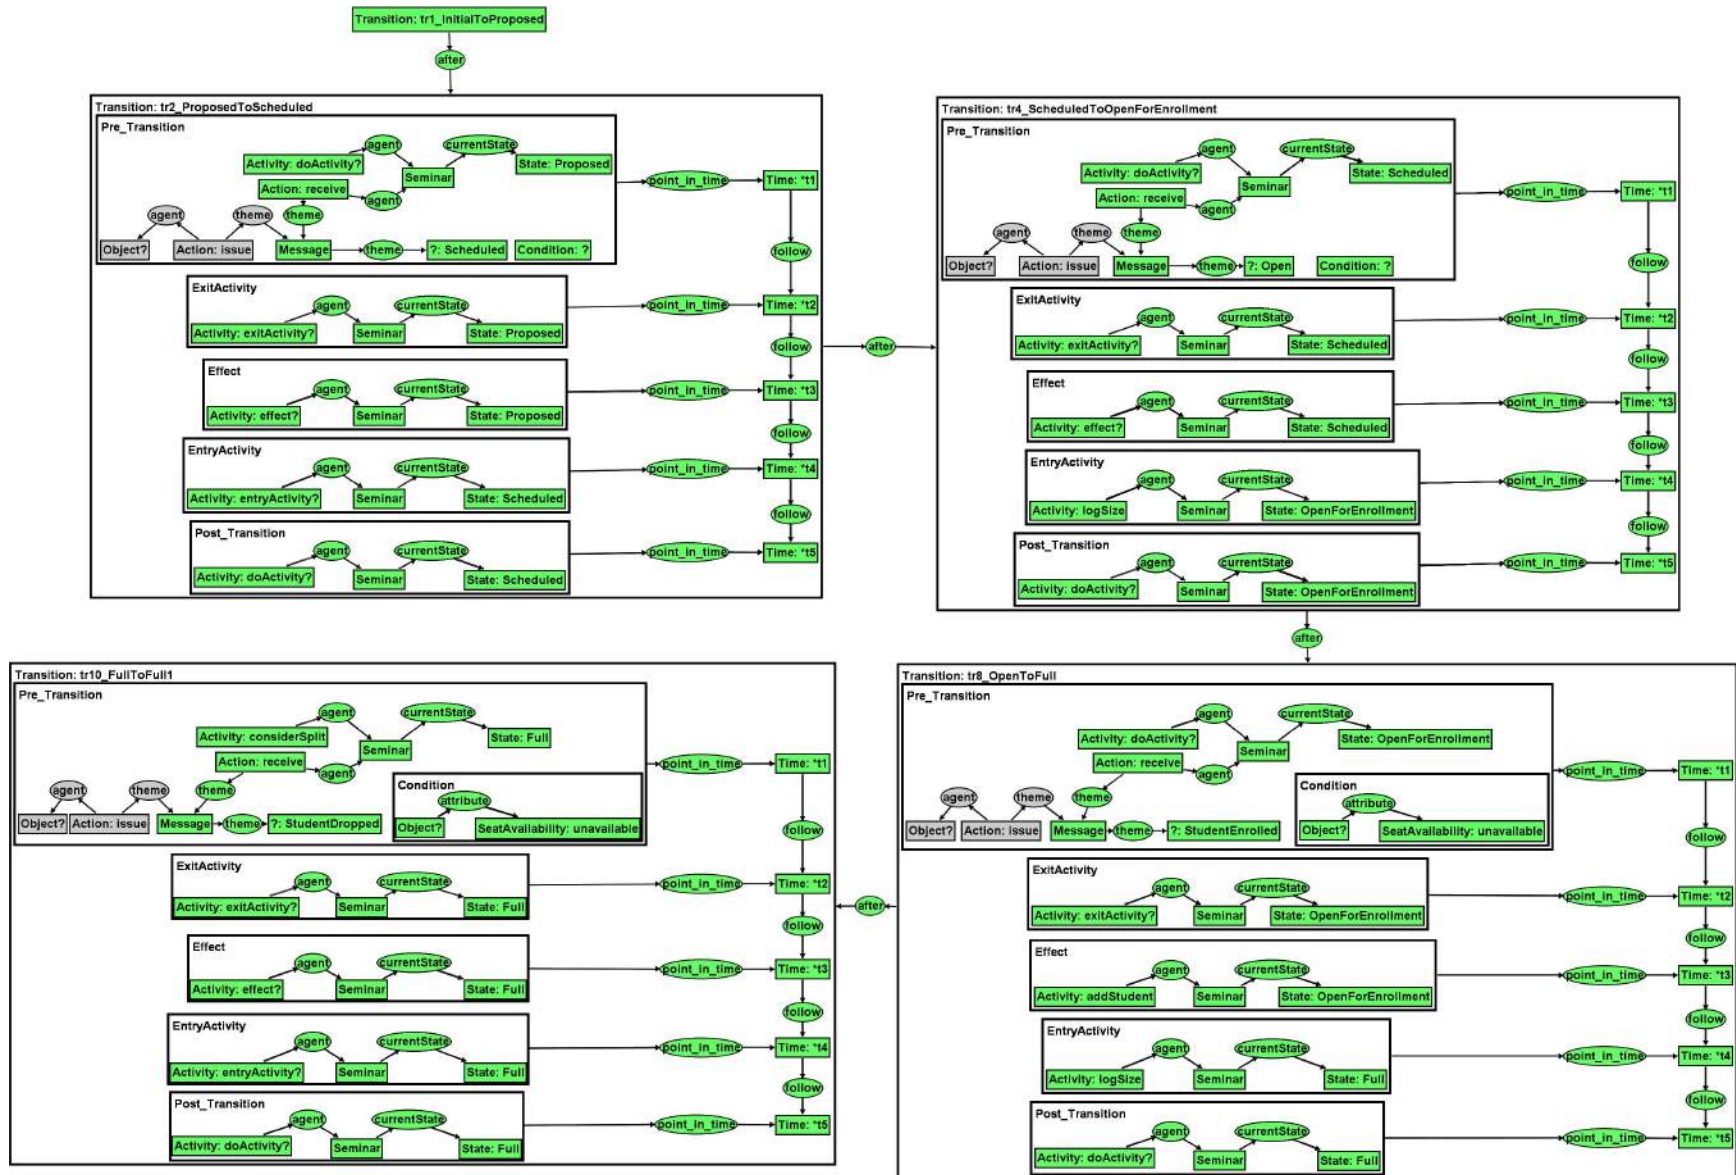 Transition: tr1_InitialToProposed
after
Transition: tr2_ProposedToScheduled
Pre_Transition
agent
currentState
Activity: doActivity?
State: Proposed
Seminar
Action: receive
agent
point_in_time
Time: *t1
agent
theme
theme
Object?
Action: issue
Message
theme
?: Scheduled
Condition: ?
follow
ExitActivity
agent
currentState
Activity: exitActivity?
Seminar
State: Proposed
point_in_time
Time: *t2
follow
Effect
agent
currentState
Activity: effect?
Seminar
State: Proposed
point_in_time
Time: *t3
follow
EntryActivity
agent
currentState
Activity: entryActivity?
Seminar
State: Scheduled
point_in_time
Time: *t4
follow
Post_Transition
agent
currentState
Activity: doActivity?
Seminar
State: Scheduled
point_in_time
Time: *t5
after
Transition: tr4_ScheduledToOpenForEnrollment
Pre_Transition
agent
currentState
Activity: doActivity?
State: Scheduled
Seminar
Action: receive
agent
point_in_time
Time: *t1
agent
theme
theme
Object?
Action: issue
Message
theme
?: Open
Condition: ?
follow
ExitActivity
agent
currentState
Activity: exitActivity?
Seminar
State: Scheduled
point_in_time
Time: *t2
follow
Effect
agent
currentState
Activity: effect?
Seminar
State: Scheduled
point_in_time
Time: *t3
follow
EntryActivity
agent
currentState
Activity: logSize
Seminar
State: OpenForEnrollment
point_in_time
Time: *t4
follow
Post_Transition
agent
currentState
Activity: doActivity?
Seminar
State: OpenForEnrollment
point_in_time
Time: *t5
after
Transition: tr10_FullToFull1
Pre_Transition
agent
currentState
Activity: considerSplit
State: Full
Seminar
Action: receive
agent
point_in_time
Time: *t1
agent
theme
theme
Object?
Action: issue
Message
theme
?: StudentDropped
Condition
attribute
Object?
SeatAvailability: unavailable
follow
ExitActivity
agent
currentState
Activity: exitActivity?
Seminar
State: Full
point_in_time
Time: *t2
follow
Effect
agent
currentState
Activity: effect?
Seminar
State: Full
point_in_time
Time: *t3
follow
EntryActivity
agent
currentState
Activity: entryActivity?
Seminar
State: Full
point_in_time
Time: *t4
follow
Post_Transition
agent
currentState
Activity: doActivity?
Seminar
State: Full
point_in_time
Time: *t5
after
Transition: tr8_OpenToFull
Pre_Transition
agent
currentState
Activity: doActivity?
State: OpenForEnrollment
Seminar
Action: receive
agent
point_in_time
Time: *t1
agent
theme
theme
Object?
Action: issue
Message
theme
?: StudentEnrolled
Condition
attribute
Object?
SeatAvailability: unavailable
follow
ExitActivity
agent
currentState
Activity: exitActivity?
Seminar
State: OpenForEnrollment
point_in_time
Time: *t2
follow
Effect
agent
currentState
Activity: addStudent
Seminar
State: OpenForEnrollment
point_in_time
Time: *t3
follow
EntryActivity
agent
currentState
Activity: logSize
Seminar
State: Full
point_in_time
Time: *t4
follow
Post_Transition
agent
currentState
Activity: doActivity?
Seminar
State: Full
point_in_time
Time: *t5